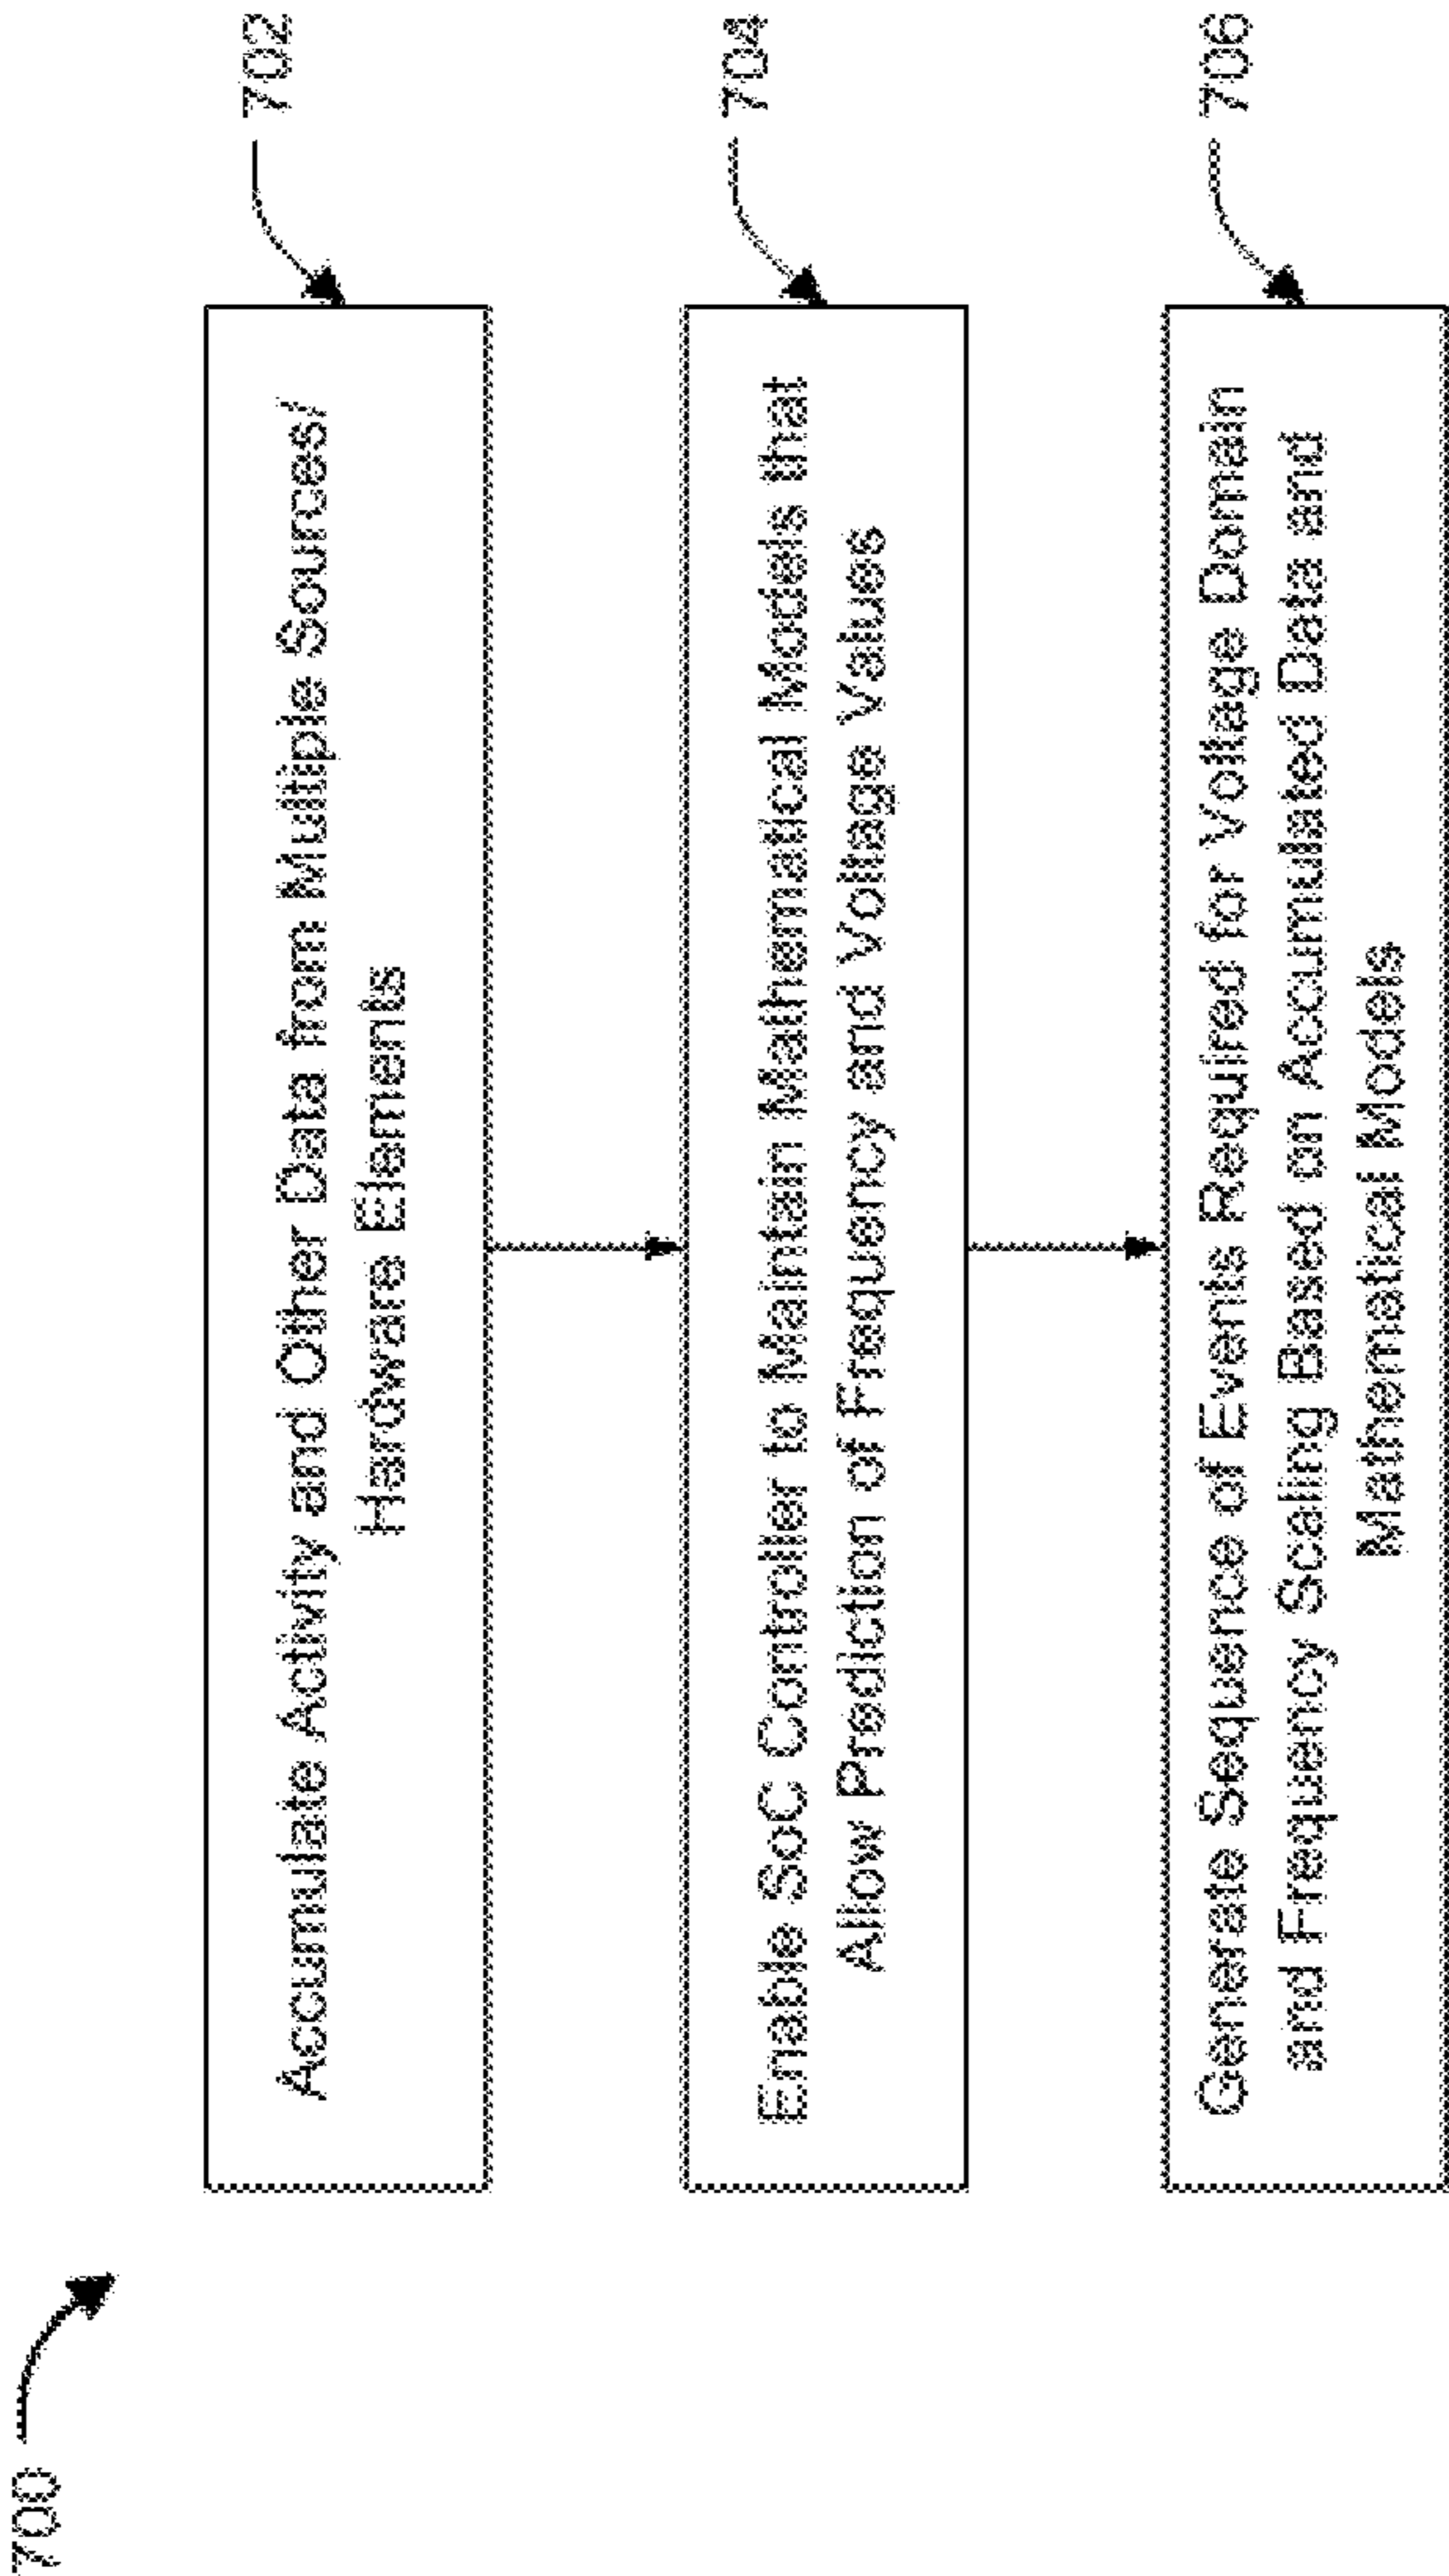 700
Accumulate Activity and Other Data from Multiple Sources/
Hardware Elements
702
Enable SoC Controller to Maintain Mathematical Models that
Allow Prediction of Frequency and Voltage Values
704
Generate Sequence of Events Required for Voltage Domain
and Frequency Scaling Based on Accumulated Data and
Mathematical Models
706